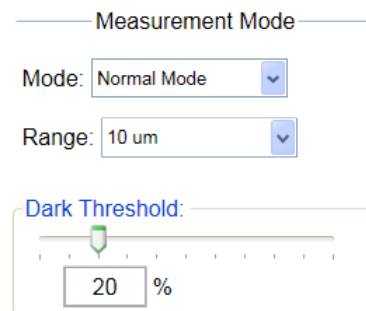 Measurement Mode
Mode: Normal Mode
Range: 10 um
Dark Threshold:
20 %